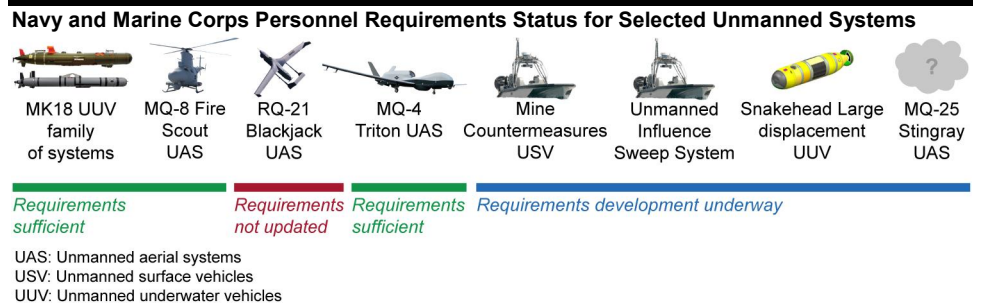 Navy and Marine Corps Personnel Requirements Status for Selected Unmanned Systems
?
MK18 UUV
family
of systems
MQ-8 Fire
Scout
UAS
RQ-21
Blackjack
UAS
MQ-4
Triton UAS
Mine
Countermeasures
USV
Unmanned
Influence
Sweep System
Snakehead Large
displacement
UUV
MQ-25
Stingray
UAS
Requirements
sufficient
Requirements
not updated
Requirements
sufficient
Requirements development underway
UAS: Unmanned aerial systems
USV: Unmanned surface vehicles
UUV: Unmanned underwater vehicles